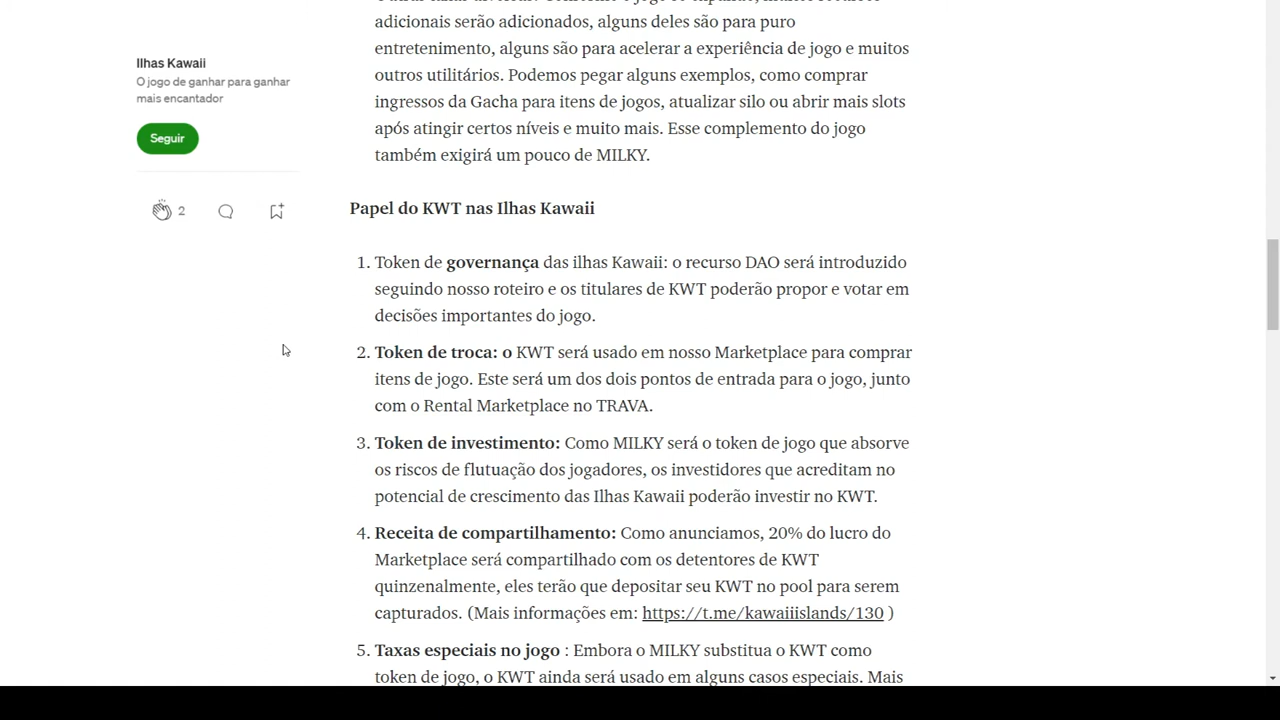 adicionais serão adicionados, alguns deles são para puro
entretenimento, alguns são para acelerar a experiência de jogo e muitos
outros utilitários. Podemos pegar alguns exemplos, como comprar
ingressos da Gacha para itens de jogos, atualizar silo ou abrir mais slots
após atingir certos níveis e muito mais. Esse complemento do jogo
também exigirá um pouco de MILKY.
Ilhas Kawaii
O jogo de ganhar para ganhar
mais encantador
Seguir
2
Papel do KWT nas Ilhas Kawaii
1. Token de governança das ilhas Kawaii: o recurso DAO será introduzido
seguindo nosso roteiro e os titulares de KWT poderão propor e votar em
decisões importantes do jogo.
2. Token de troca: o KWT será usado em nosso Marketplace para comprar
itens de jogo. Este será um dos dois pontos de entrada para o jogo, junto
com o Rental Marketplace no TRAVA.
3. Token de investimento: Como MILKY será o token de jogo que absorve
os riscos de flutuação dos jogadores, os investidores que acreditam no
potencial de crescimento das Ilhas Kawaii poderão investir no KWT.
4. Receita de compartilhamento: Como anunciamos, 20% do lucro do
Marketplace será compartilhado com os detentores de KWT
quinzenalmente, eles terão que depositar seu KWT no pool para serem
capturados. (Mais informações em: https://t.me/kawaiiislands/130 )
5. Taxas especiais no jogo : Embora o MILKY substitua o KWT como
token de jogo, o KWT ainda será usado em alguns casos especiais. Mais